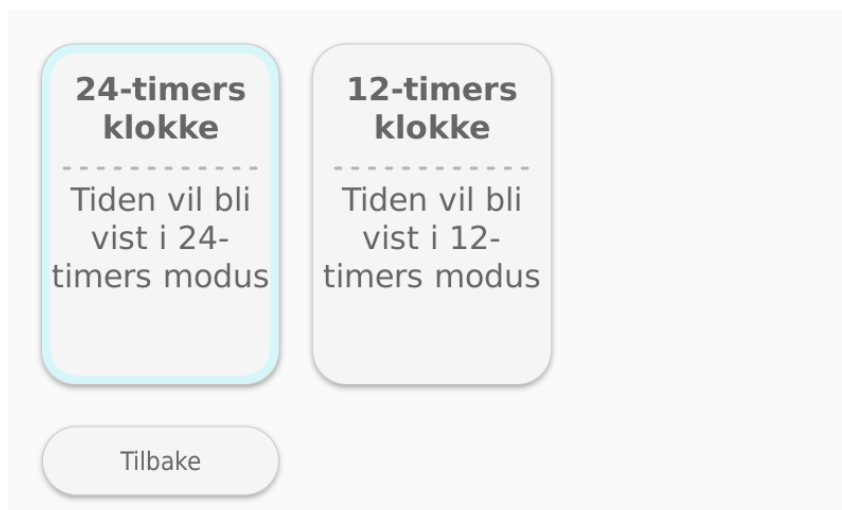 24-timers
klokke
Tiden vil bli
vist i 24-
timers modus
12-timers
klokke
Tiden vil bli
vist i 12-
timers modus
Tilbake